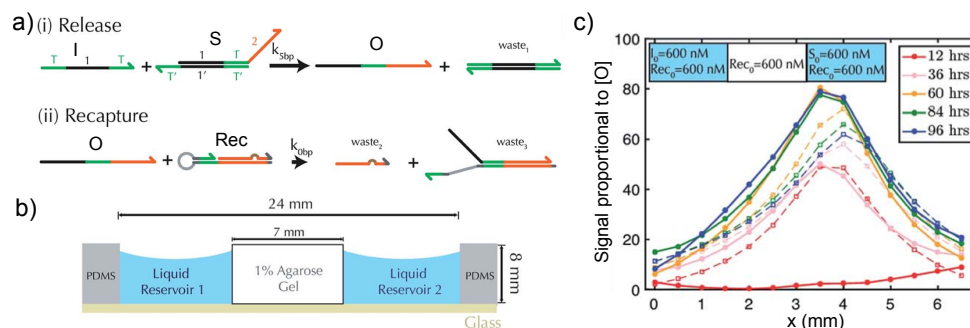 a)
(i) Release
I
T 1 T
+
S
1 T
2
1' T'
T'
k5bp
O
+
waste1
(ii) Recapture
O
+
Rec
k0bp
waste2
+
waste3
b)
24 mm
7 mm
PDMS
Liquid
Reservoir 1
1% Agarose
Gel
Liquid
Reservoir 2
PDMS
8 mm
Glass
c)
Signal proportional to [O]
100
80
60
40
20
0
I0=600 nM
Rec0=600 nM
Rec0=600 nM
S0=600 nM
Rec0=600 nM
12 hrs
36 hrs
60 hrs
84 hrs
96 hrs
0 1 2 3 4 5 6
x (mm)